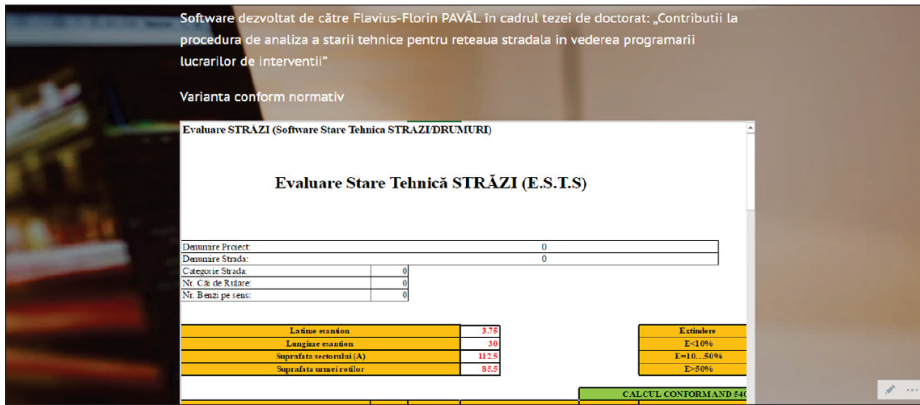 Software dezvoltat de către Flavius-Florin PAVĂL în cadrul tezei de doctorat: „Contributii la
procedura de analiza a starii tehnice pentru reteaua stradala in vederea programarii
lucrarilor de interventii”
Varianta conform normativ
Evaluare STRĂZI (Software Stare Tehnica STRAZI/DRUMURI)
Evaluare Stare Tehnică STRĂZI (E.S.T.S)
Denumire Proiect: 0
Denumire Strada: 0
Categorie Strada: 0
Nr. Căi de Rulare: 0
Nr. Benzi pe sens: 0
Latime esantion 3.75 Extindere
Lungime esantion 30 E<10%
Suprafata sectorului (A) 112.5 E=10...50%
Suprafata urmei rotilor 85.5 E>50%
CALCUL CONFORM AND 540